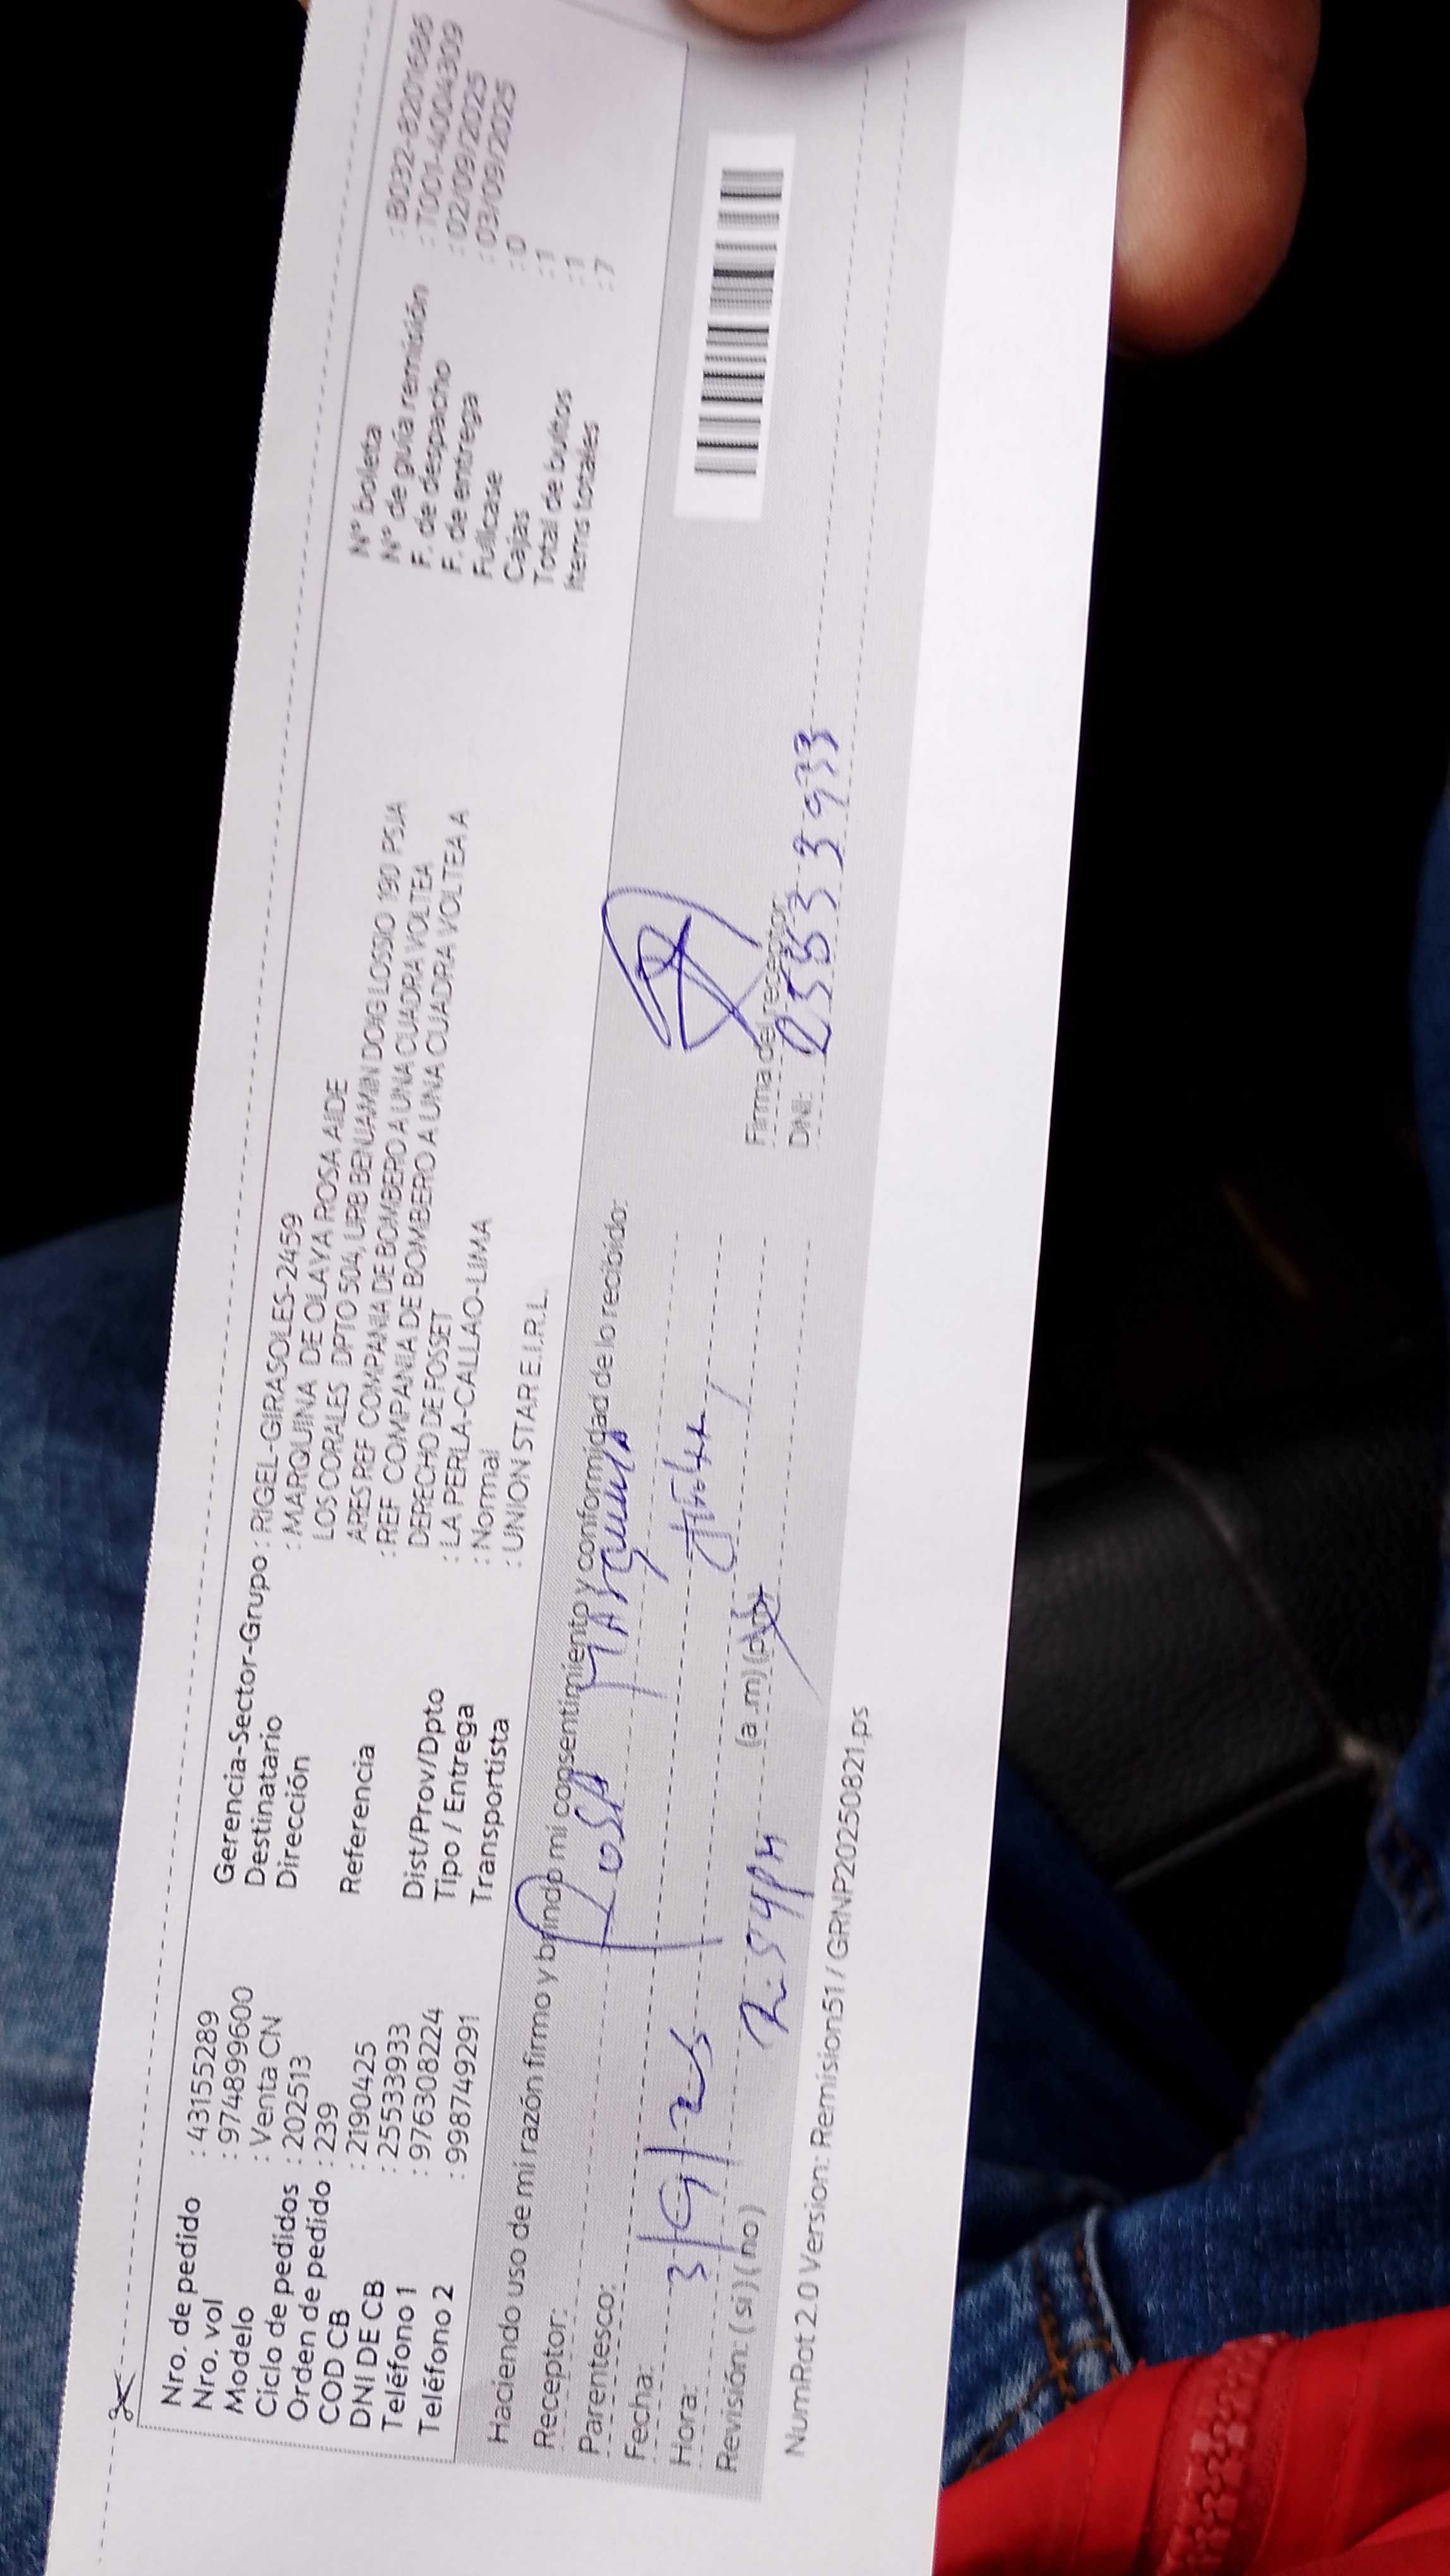 Nro. de pedido : 43155289
Nro. vol : 9748999600
Modelo : Venta CN
Ciclo de pedidos : 202513
Orden de pedido : 239
COD CB : 2190425
DNI DE CB : 25533933
Teléfono 1 : 976308224
Teléfono 2 : 998749291
Gerencia-Sector-Grupo : RIGEL-GIRASOLES-2459
Destinatario : MARQUINA DE OLAYA ROSA AIDE
Dirección LOS CORALES DPTO 504, URB BENJAMIN DOIG LOSSIO 190 PSJA
ARES REF COMPANIA DE BOMBERO A UNA CUADRA VOLTEA
Referencia : REF COMPANIA DE BOMBERO A UNA CUADRA VOLTEA A
DERECHO DE FOSSET
Dist/Prov/Dpto : LA PERLA-CALLAO-LIMA
Tipo / Entrega : Normal
Transportista : UNION STAR E.I.R.L.
N° boleta : B032-82016
N° de guía remisión : T001-40044309
F. de despacho : 02/09/2025
F. de entrega : 03/09/2025
Fullcase : 0
Cajas : 1
Total de bultos : 1
Items totales : 7
Haciendo uso de mi razón firmo y brindo mi consentimiento y conformidad de lo recibido:
Receptor: Rosa Marquina
Parentesco: titular
Fecha: 3/9/25
Hora: 2:54pm (a .m) (p.m)
Revisión: ( si ) ( no )
Firma del receptor
DNI: 25533933
NumRot 2.0 Version: Remision51 / GRNP20250821.ps